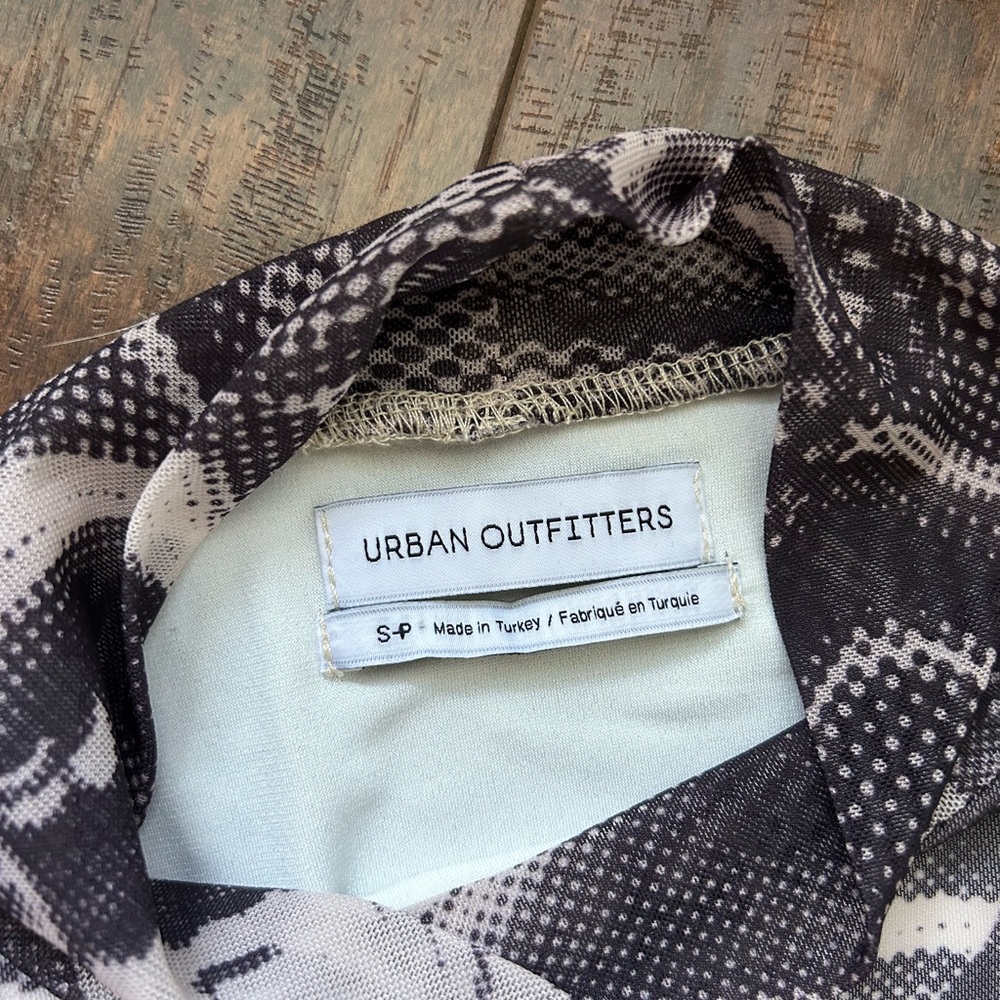 URBAN OUTFITTERS
S-P Made in Turkey / Fabriqué en Turquie